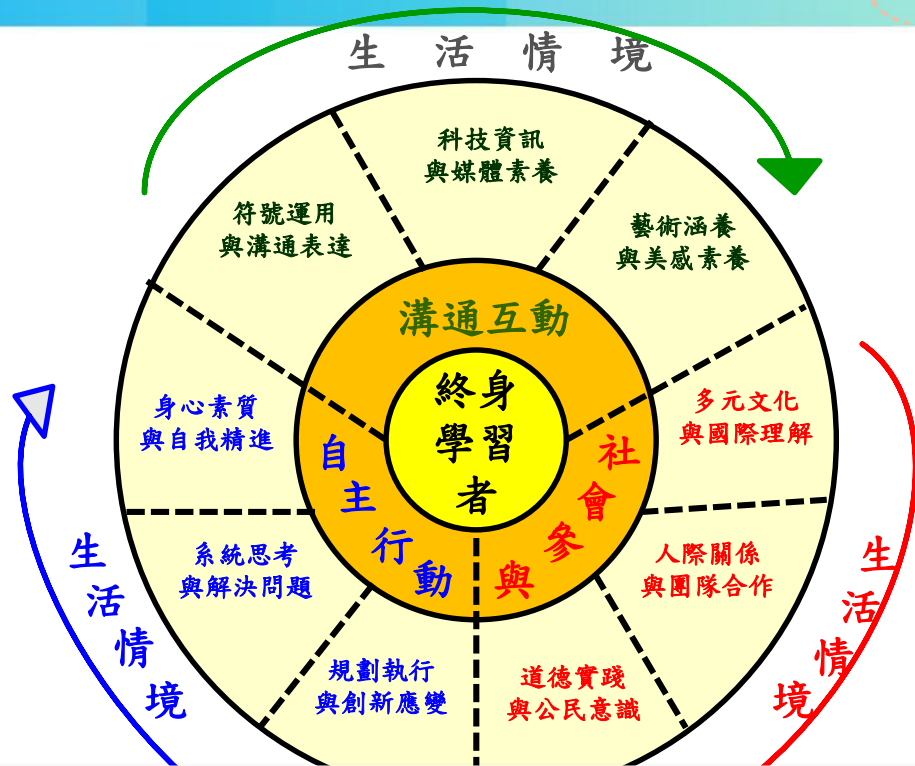 生活情境
科技資訊
與媒體素養
符號運用
與溝通表達
藝術涵養
與美感素養
溝通互動
終身
學習
者
身心素質
與自我精進
多元文化
與國際理解
自主行動
社會參與
系統思考
與解決問題
人際關係
與團隊合作
規劃執行
與創新應變
道德實踐
與公民意識
生活情境
生活情境